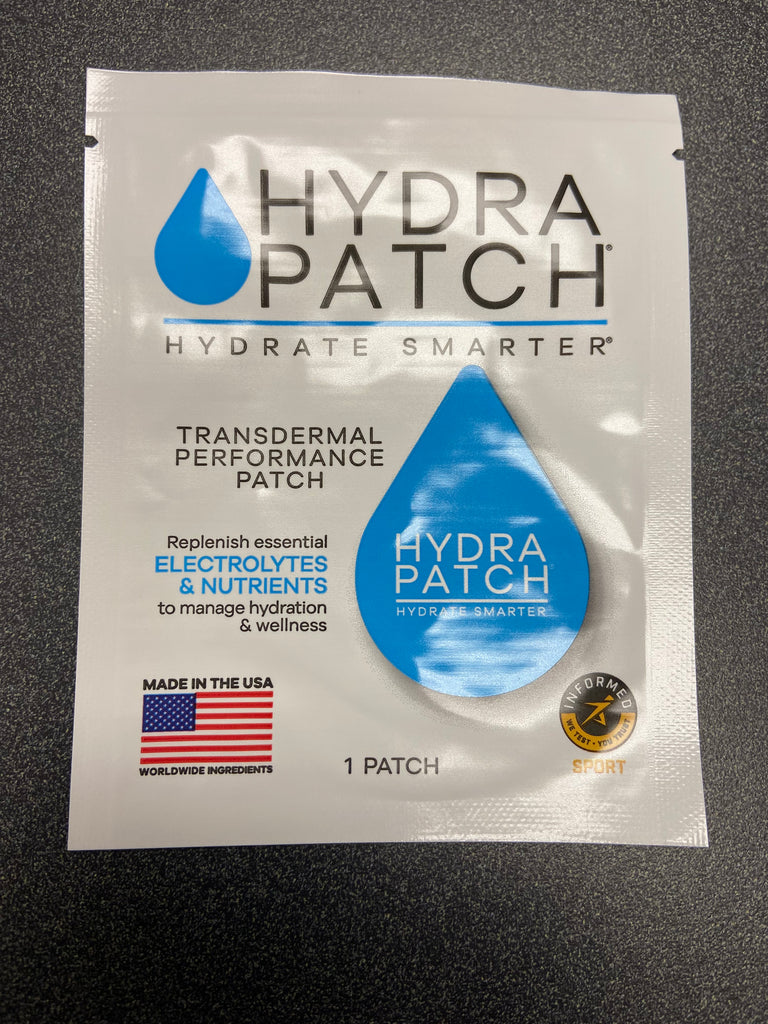 HYDRA
PATCH®
HYDRATE SMARTER®
TRANSDERMAL
PERFORMANCE
PATCH
Replenish essential
ELECTROLYTES
& NUTRIENTS
to manage hydration
& wellness
HYDRA
PATCH
HYDRATE SMARTER
MADE IN THE USA
WORLDWIDE INGREDIENTS
1 PATCH
INFORMED
WE TEST • YOU TRUST
SPORT